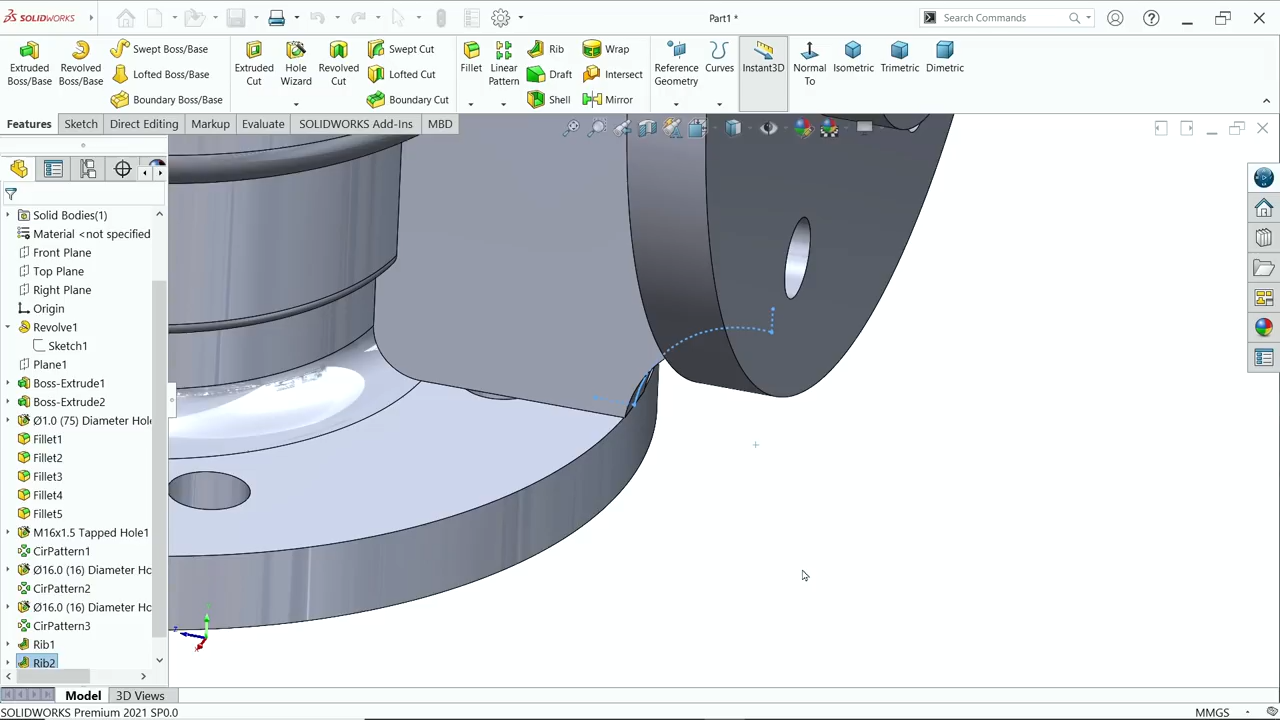 SOLIDWORKS
Part1 *
Search Commands
Extruded Boss/Base
Revolved Boss/Base
Swept Boss/Base
Lofted Boss/Base
Boundary Boss/Base
Extruded Cut
Hole Wizard
Revolved Cut
Swept Cut
Lofted Cut
Boundary Cut
Fillet
Linear Pattern
Rib
Draft
Shell
Wrap
Intersect
Mirror
Reference Geometry
Curves
Instant3D
Normal To
Isometric
Trimetric
Dimetric
Features
Sketch
Direct Editing
Markup
Evaluate
SOLIDWORKS Add-Ins
MBD
Solid Bodies(1)
Material <not specified
Front Plane
Top Plane
Right Plane
Origin
Revolve1
Sketch1
Plane1
Boss-Extrude1
Boss-Extrude2
Ø1.0 (75) Diameter Hol
Fillet1
Fillet2
Fillet3
Fillet4
Fillet5
M16x1.5 Tapped Hole1
CirPattern1
Ø16.0 (16) Diameter Ho
CirPattern2
Ø16.0 (16) Diameter Ho
CirPattern3
Rib1
Rib2
Model
3D Views
SOLIDWORKS Premium 2021 SP0.0
MMGS